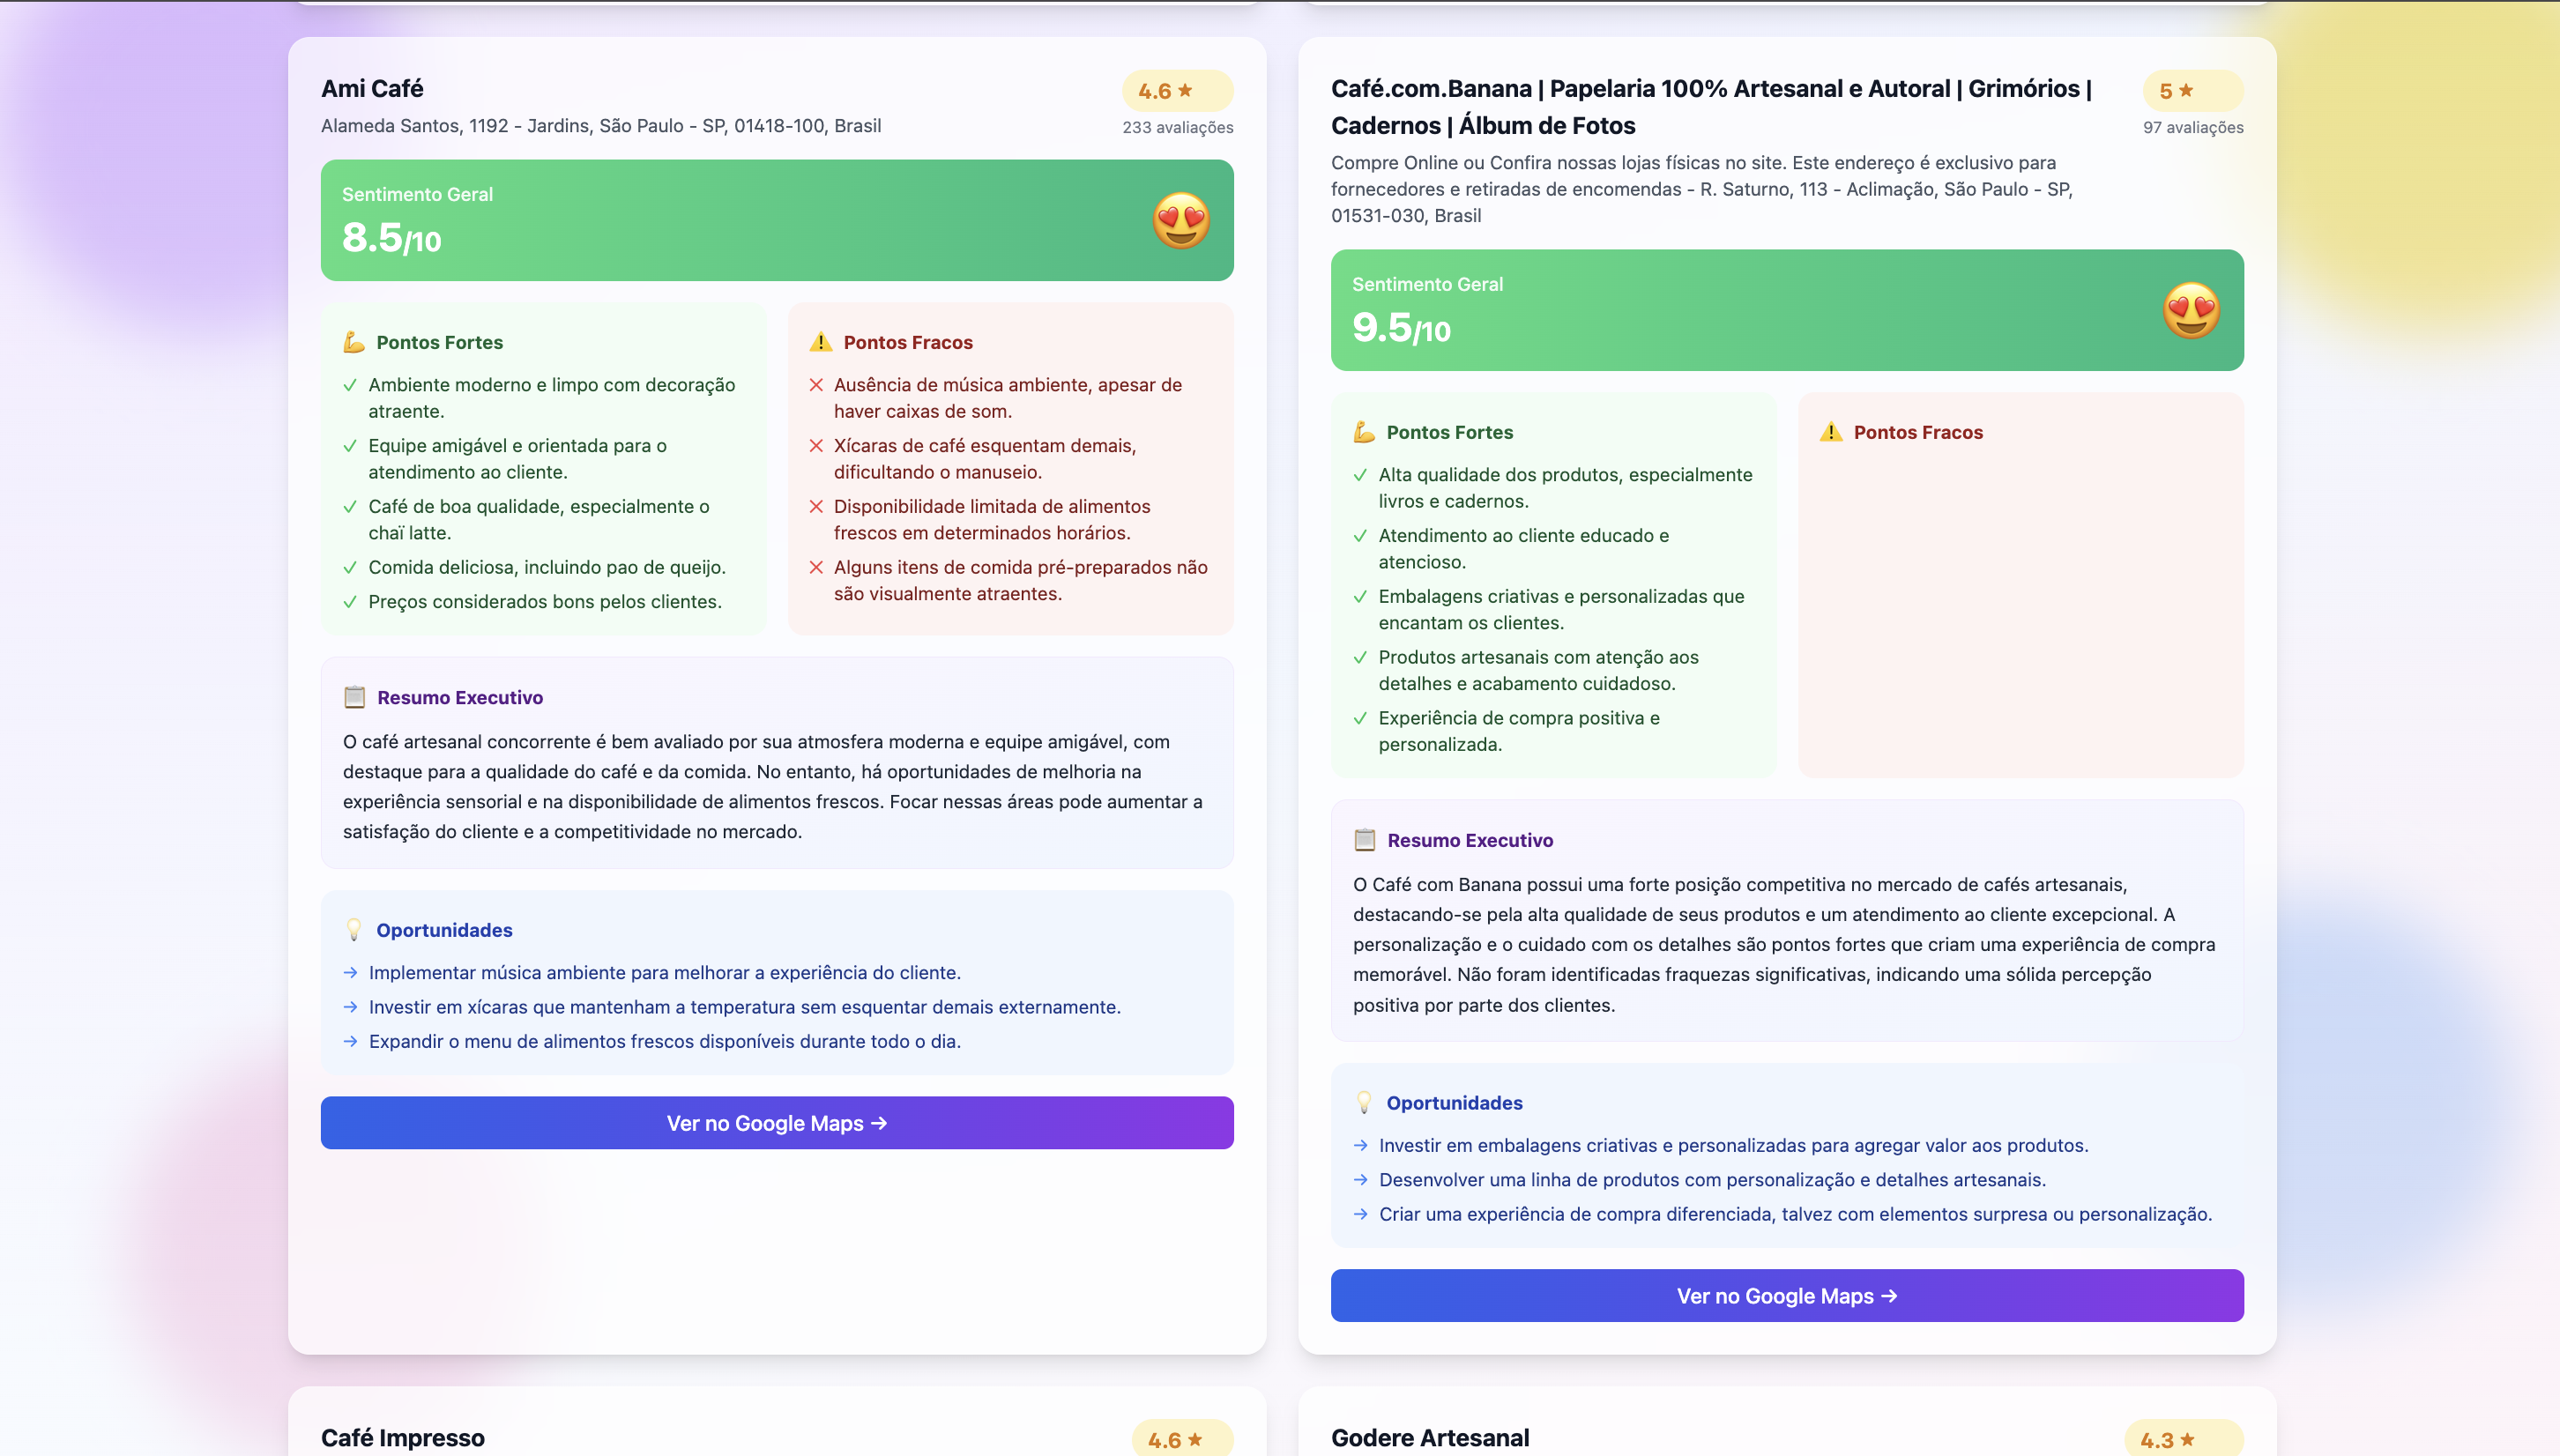 Ami Café
4.6 ★
Alameda Santos, 1192 - Jardins, São Paulo - SP, 01418-100, Brasil
233 avaliações
Sentimento Geral
8.5/10
Pontos Fortes
Ambiente moderno e limpo com decoração
atraente.
Equipe amigável e orientada para o
atendimento ao cliente.
Café de boa qualidade, especialmente o
chaï latte.
Comida deliciosa, incluindo pao de queijo.
Preços considerados bons pelos clientes.
Pontos Fracos
Ausência de música ambiente, apesar de
haver caixas de som.
Xícaras de café esquentam demais,
dificultando o manuseio.
Disponibilidade limitada de alimentos
frescos em determinados horários.
Alguns itens de comida pré-preparados não
são visualmente atraentes.
Resumo Executivo
O café artesanal concorrente é bem avaliado por sua atmosfera moderna e equipe amigável, com
destaque para a qualidade do café e da comida. No entanto, há oportunidades de melhoria na
experiência sensorial e na disponibilidade de alimentos frescos. Focar nessas áreas pode aumentar a
satisfação do cliente e a competitividade no mercado.
Oportunidades
→ Implementar música ambiente para melhorar a experiência do cliente.
→ Investir em xícaras que mantenham a temperatura sem esquentar demais externamente.
→ Expandir o menu de alimentos frescos disponíveis durante todo o dia.
Ver no Google Maps →
Café.com.Banana | Papelaria 100% Artesanal e Autoral | Grimórios |
Cadernos | Álbum de Fotos
5 ★
97 avaliações
Compre Online ou Confira nossas lojas físicas no site. Este endereço é exclusivo para
fornecedores e retiradas de encomendas - R. Saturno, 113 - Aclimação, São Paulo - SP,
01531-030, Brasil
Sentimento Geral
9.5/10
Pontos Fortes
Alta qualidade dos produtos, especialmente
livros e cadernos.
Atendimento ao cliente educado e
atencioso.
Embalagens criativas e personalizadas que
encantam os clientes.
Produtos artesanais com atenção aos
detalhes e acabamento cuidadoso.
Experiência de compra positiva e
personalizada.
Pontos Fracos
Resumo Executivo
O Café com Banana possui uma forte posição competitiva no mercado de cafés artesanais,
destacando-se pela alta qualidade de seus produtos e um atendimento ao cliente excepcional. A
personalização e o cuidado com os detalhes são pontos fortes que criam uma experiência de compra
memorável. Não foram identificadas fraquezas significativas, indicando uma sólida percepção
positiva por parte dos clientes.
Oportunidades
→ Investir em embalagens criativas e personalizadas para agregar valor aos produtos.
→ Desenvolver uma linha de produtos com personalização e detalhes artesanais.
→ Criar uma experiência de compra diferenciada, talvez com elementos surpresa ou personalização.
Ver no Google Maps →
Café Impresso
4.6 ★
Godere Artesanal
4.3 ★